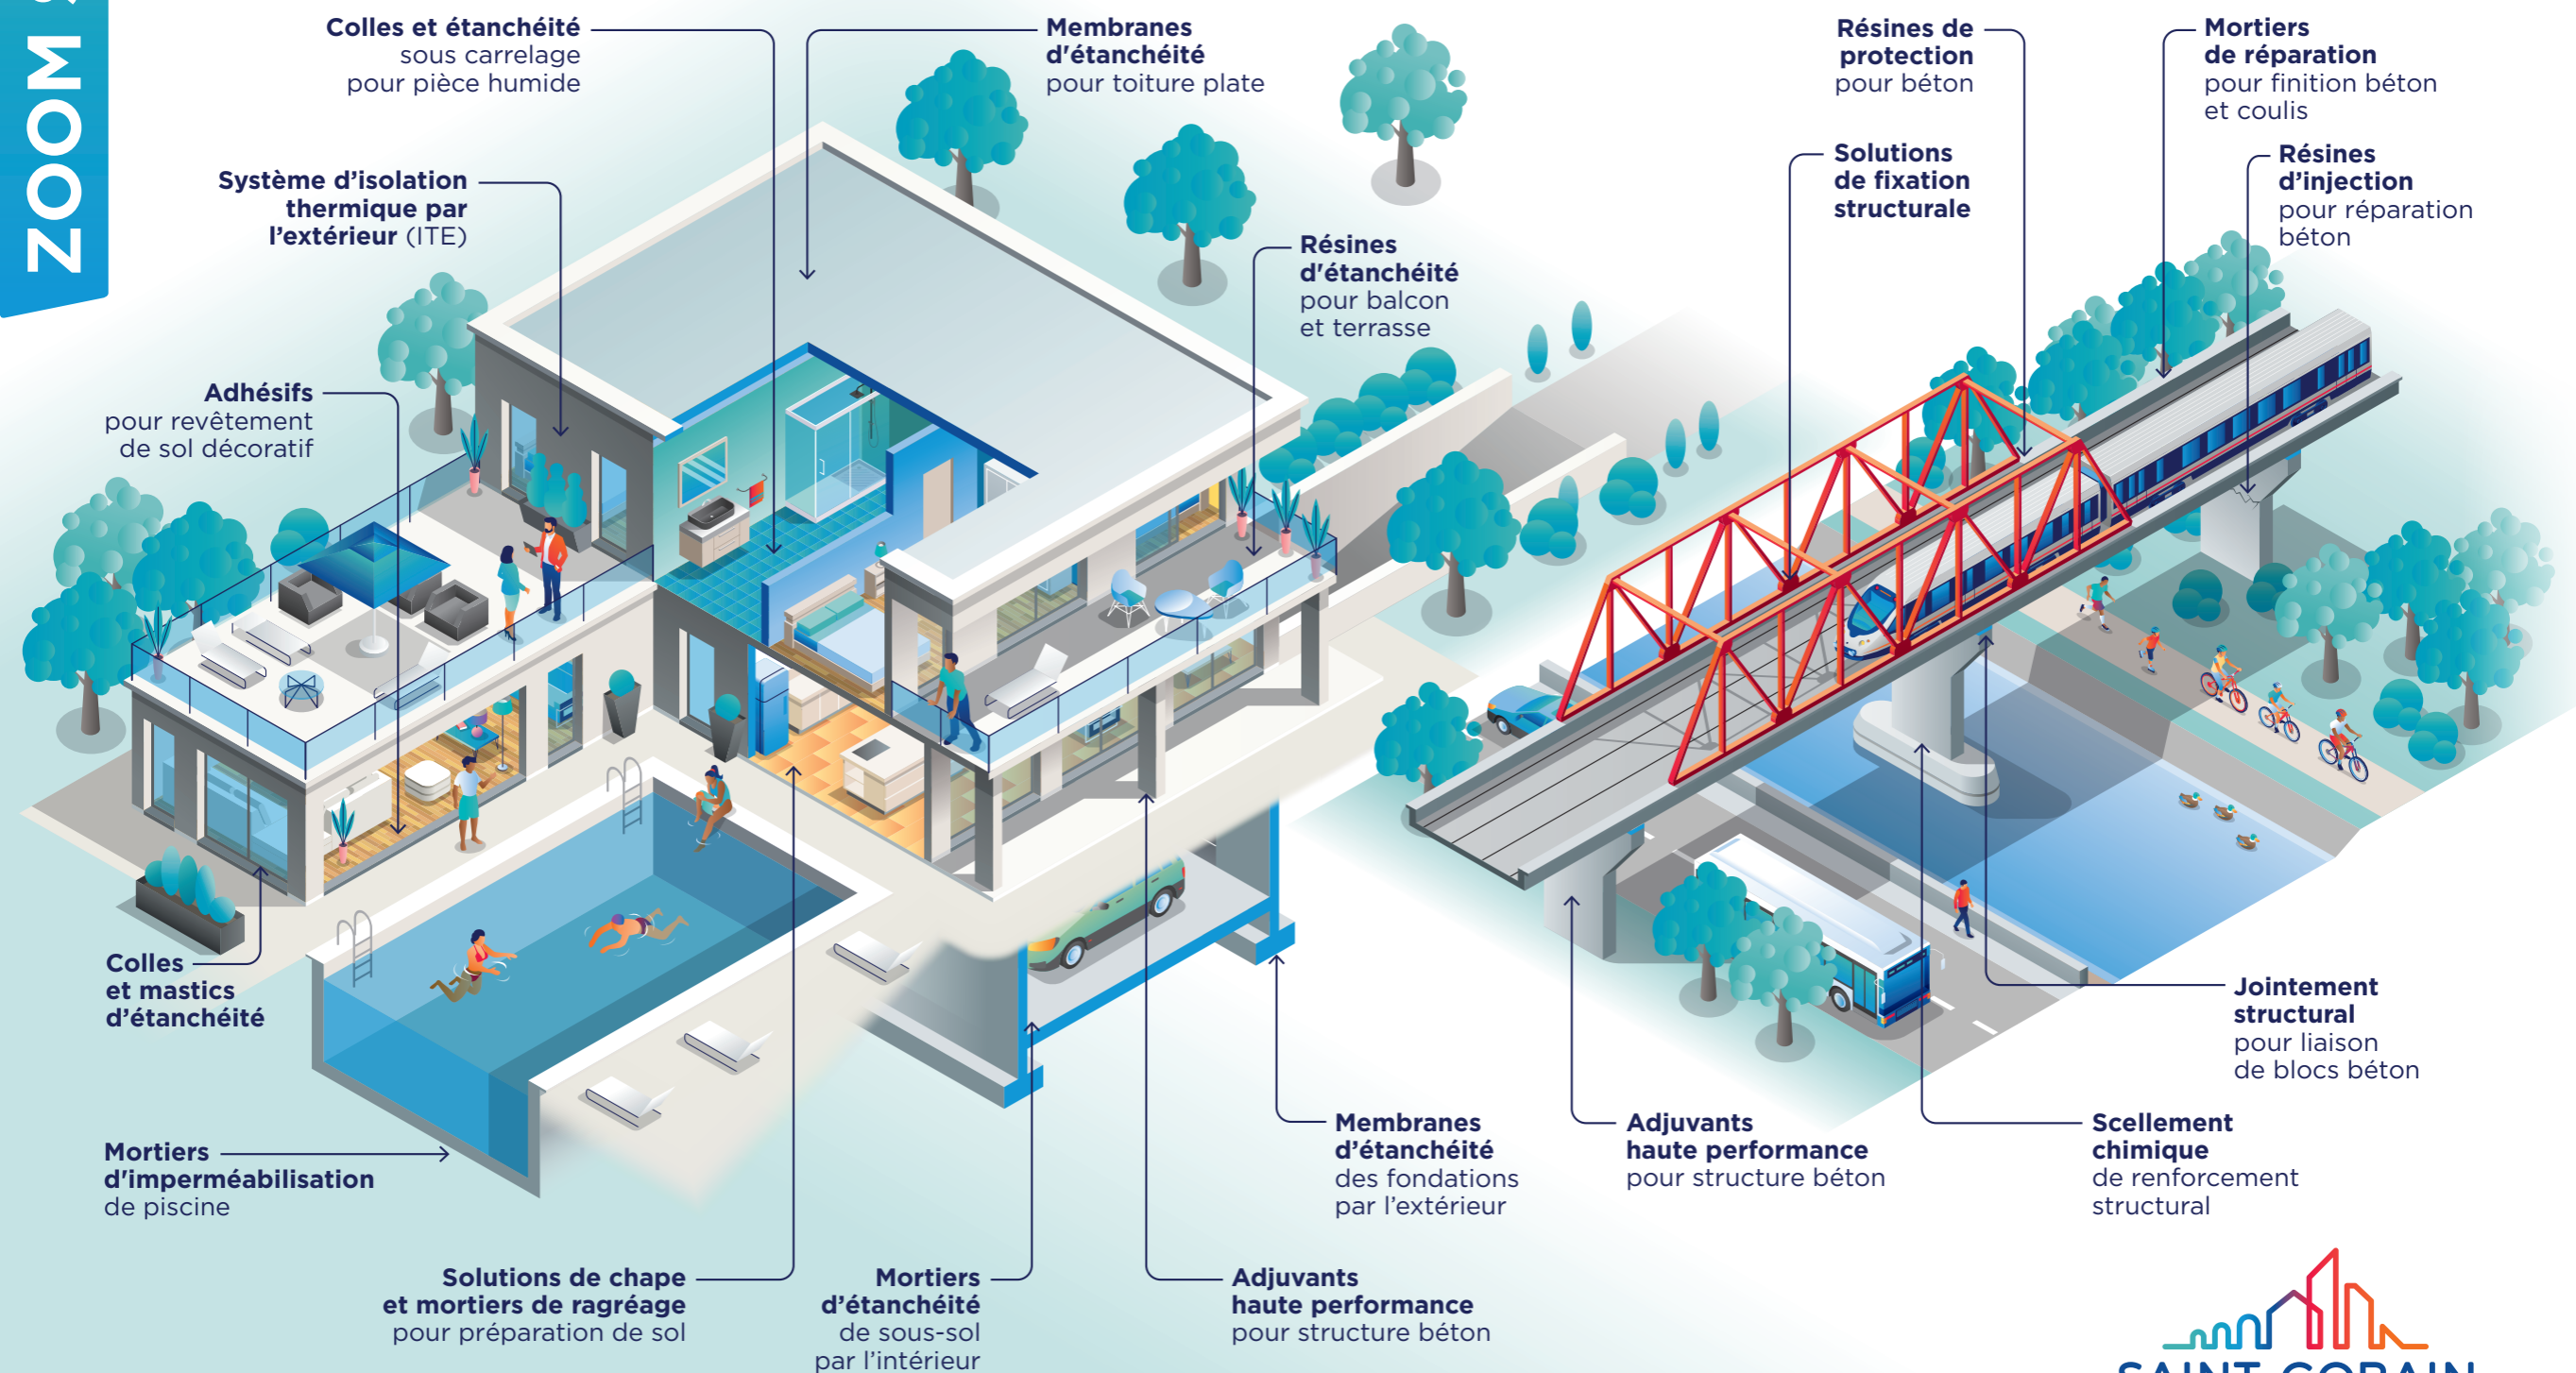 ZOOM
Colles et étanchéité
sous carrelage
pour pièce humide
Membranes
d'étanchéité
pour toiture plate
Résines de
protection
pour béton
Mortiers
de réparation
pour finition béton
et coulis
Système d’isolation
thermique par
l’extérieur (ITE)
Solutions
de fixation
structurale
Résines
d’injection
pour réparation
béton
Résines
d'étanchéité
pour balcon
et terrasse
Adhésifs
pour revêtement
de sol décoratif
Colles
et mastics
d’étanchéité
Jointement
structural
pour liaison
de blocs béton
Mortiers
d'imperméabilisation
de piscine
Membranes
d’étanchéité
des fondations
par l’extérieur
Adjuvants
haute performance
pour structure béton
Scellement
chimique
de renforcement
structural
Solutions de chape
et mortiers de ragréage
pour préparation de sol
Mortiers
d’étanchéité
de sous-sol
par l’intérieur
Adjuvants
haute performance
pour structure béton
SAINT-GOBAIN